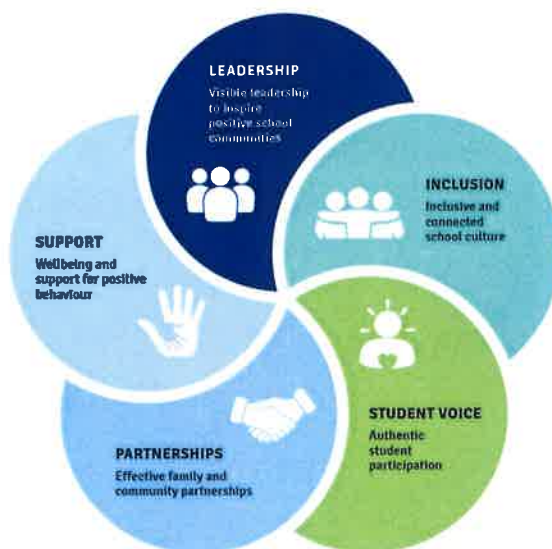 LEADERSHIP
Visible leadership
to inspire
positive school
communities
INCLUSION
Inclusive and
connected
school culture
STUDENT VOICE
Authentic
student
participation
PARTNERSHIPS
Effective family and
community partnerships
SUPPORT
Wellbeing and
support for positive
behaviour